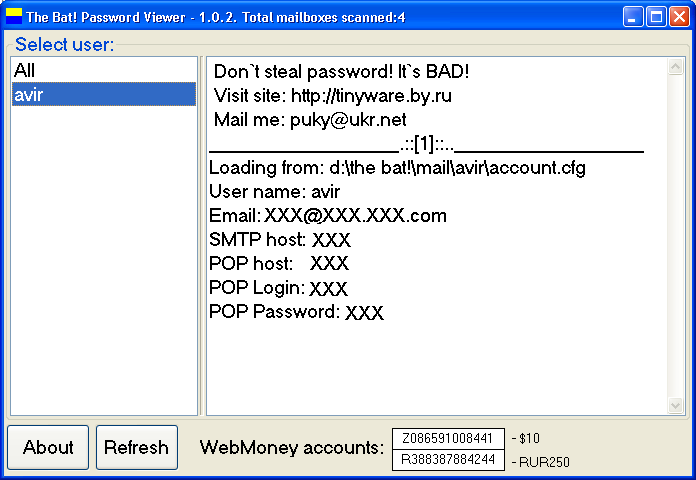 The Bat! Password Viewer - 1.0.2. Total mailboxes scanned:4
Select user:
All
avir
Don`t steal password! It`s BAD!
Visit site: http://tinyware.by.ru
Mail me: puky@ukr.net
___________________.::[1]::..___________________
Loading from: d:\the bat!\mail\avir\account.cfg
User name: avir
Email: XXX@XXX.XXX.com
SMTP host: XXX
POP host: XXX
POP Login: XXX
POP Password: XXX
About
Refresh
WebMoney accounts:
Z086591008441 - $10
R388387884244 - RUR250